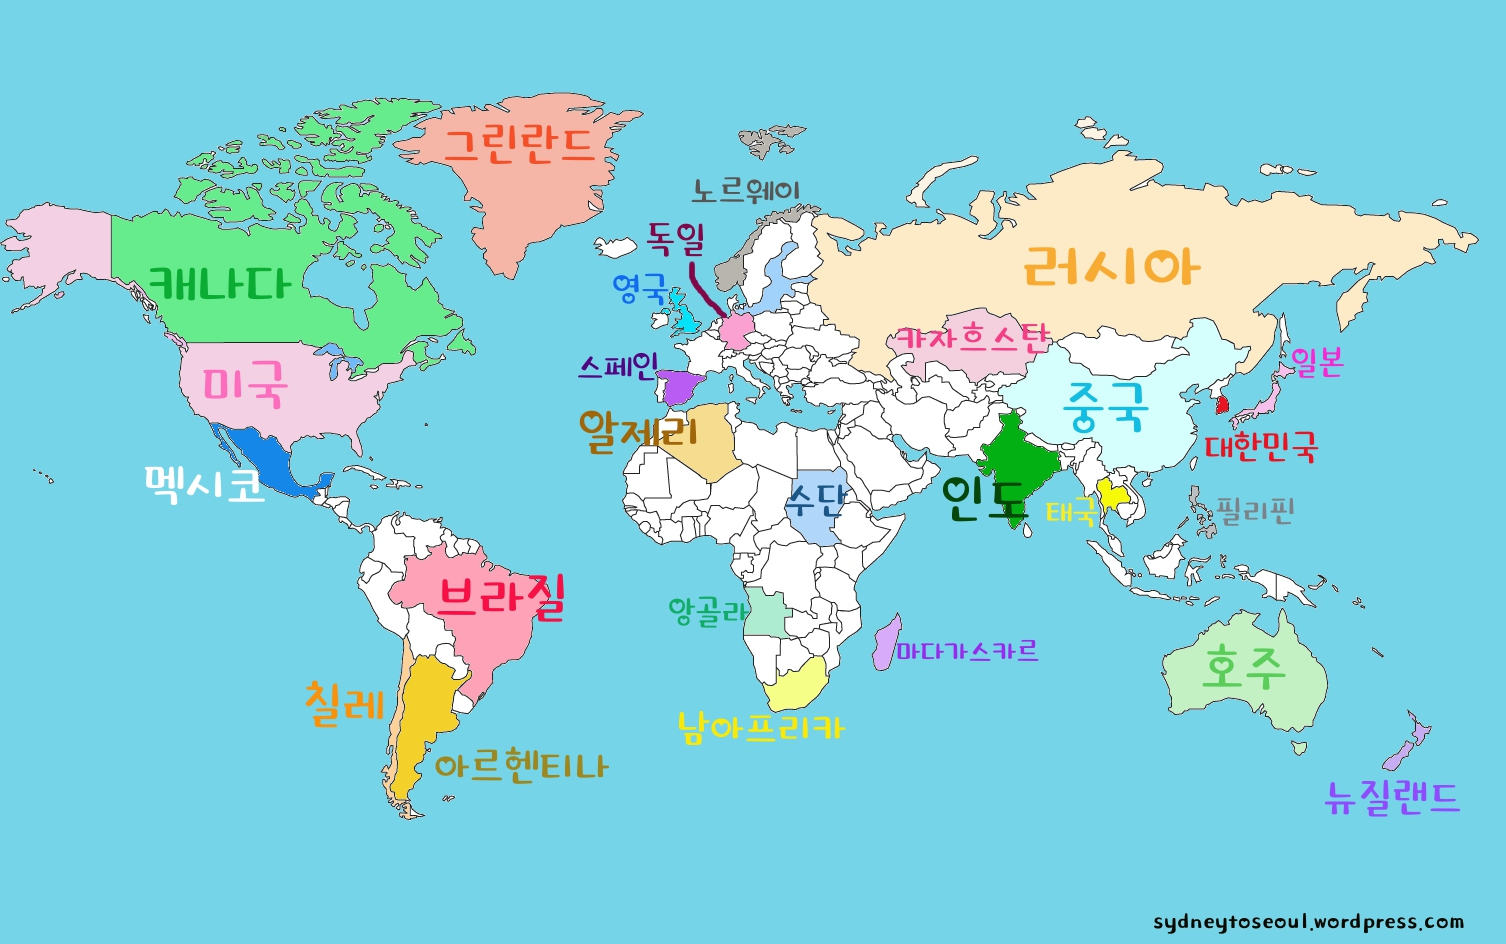 그린란드
노르웨이
독일
캐나다
영국
러시아
카자흐스탄
미국
스페인
일본
중국
알제리
대한민국
멕시코
수단
인도
태국
필리핀
브라질
앙골라
마다가스카르
호주
칠레
남아프리카
아르헨티나
뉴질랜드
sydneytoseoul.wordpress.com